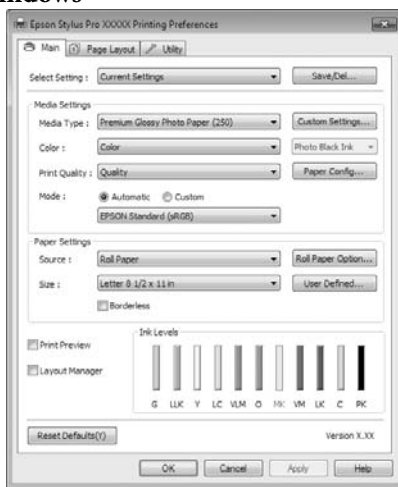 Epson Stylus Pro XXXXX Printing Preferences
Main Page Layout Utility
Select Setting : Current Settings Save/Del...
Media Settings
Media Type : Premium Glossy Photo Paper (250) Custom Settings...
Color : Color Photo Black Ink
Print Quality : Quality Paper Config...
Mode : Automatic Custom
EPSON Standard (sRGB)
Paper Settings
Source : Roll Paper Roll Paper Option...
Size : Letter 8 1/2 x 11 in User Defined...
Borderless
Ink Levels
Print Preview
Layout Manager
G LLK Y LC VLM O MK VM LK C PK
Reset Defaults(Y) Version X.XX
OK Cancel Apply Help